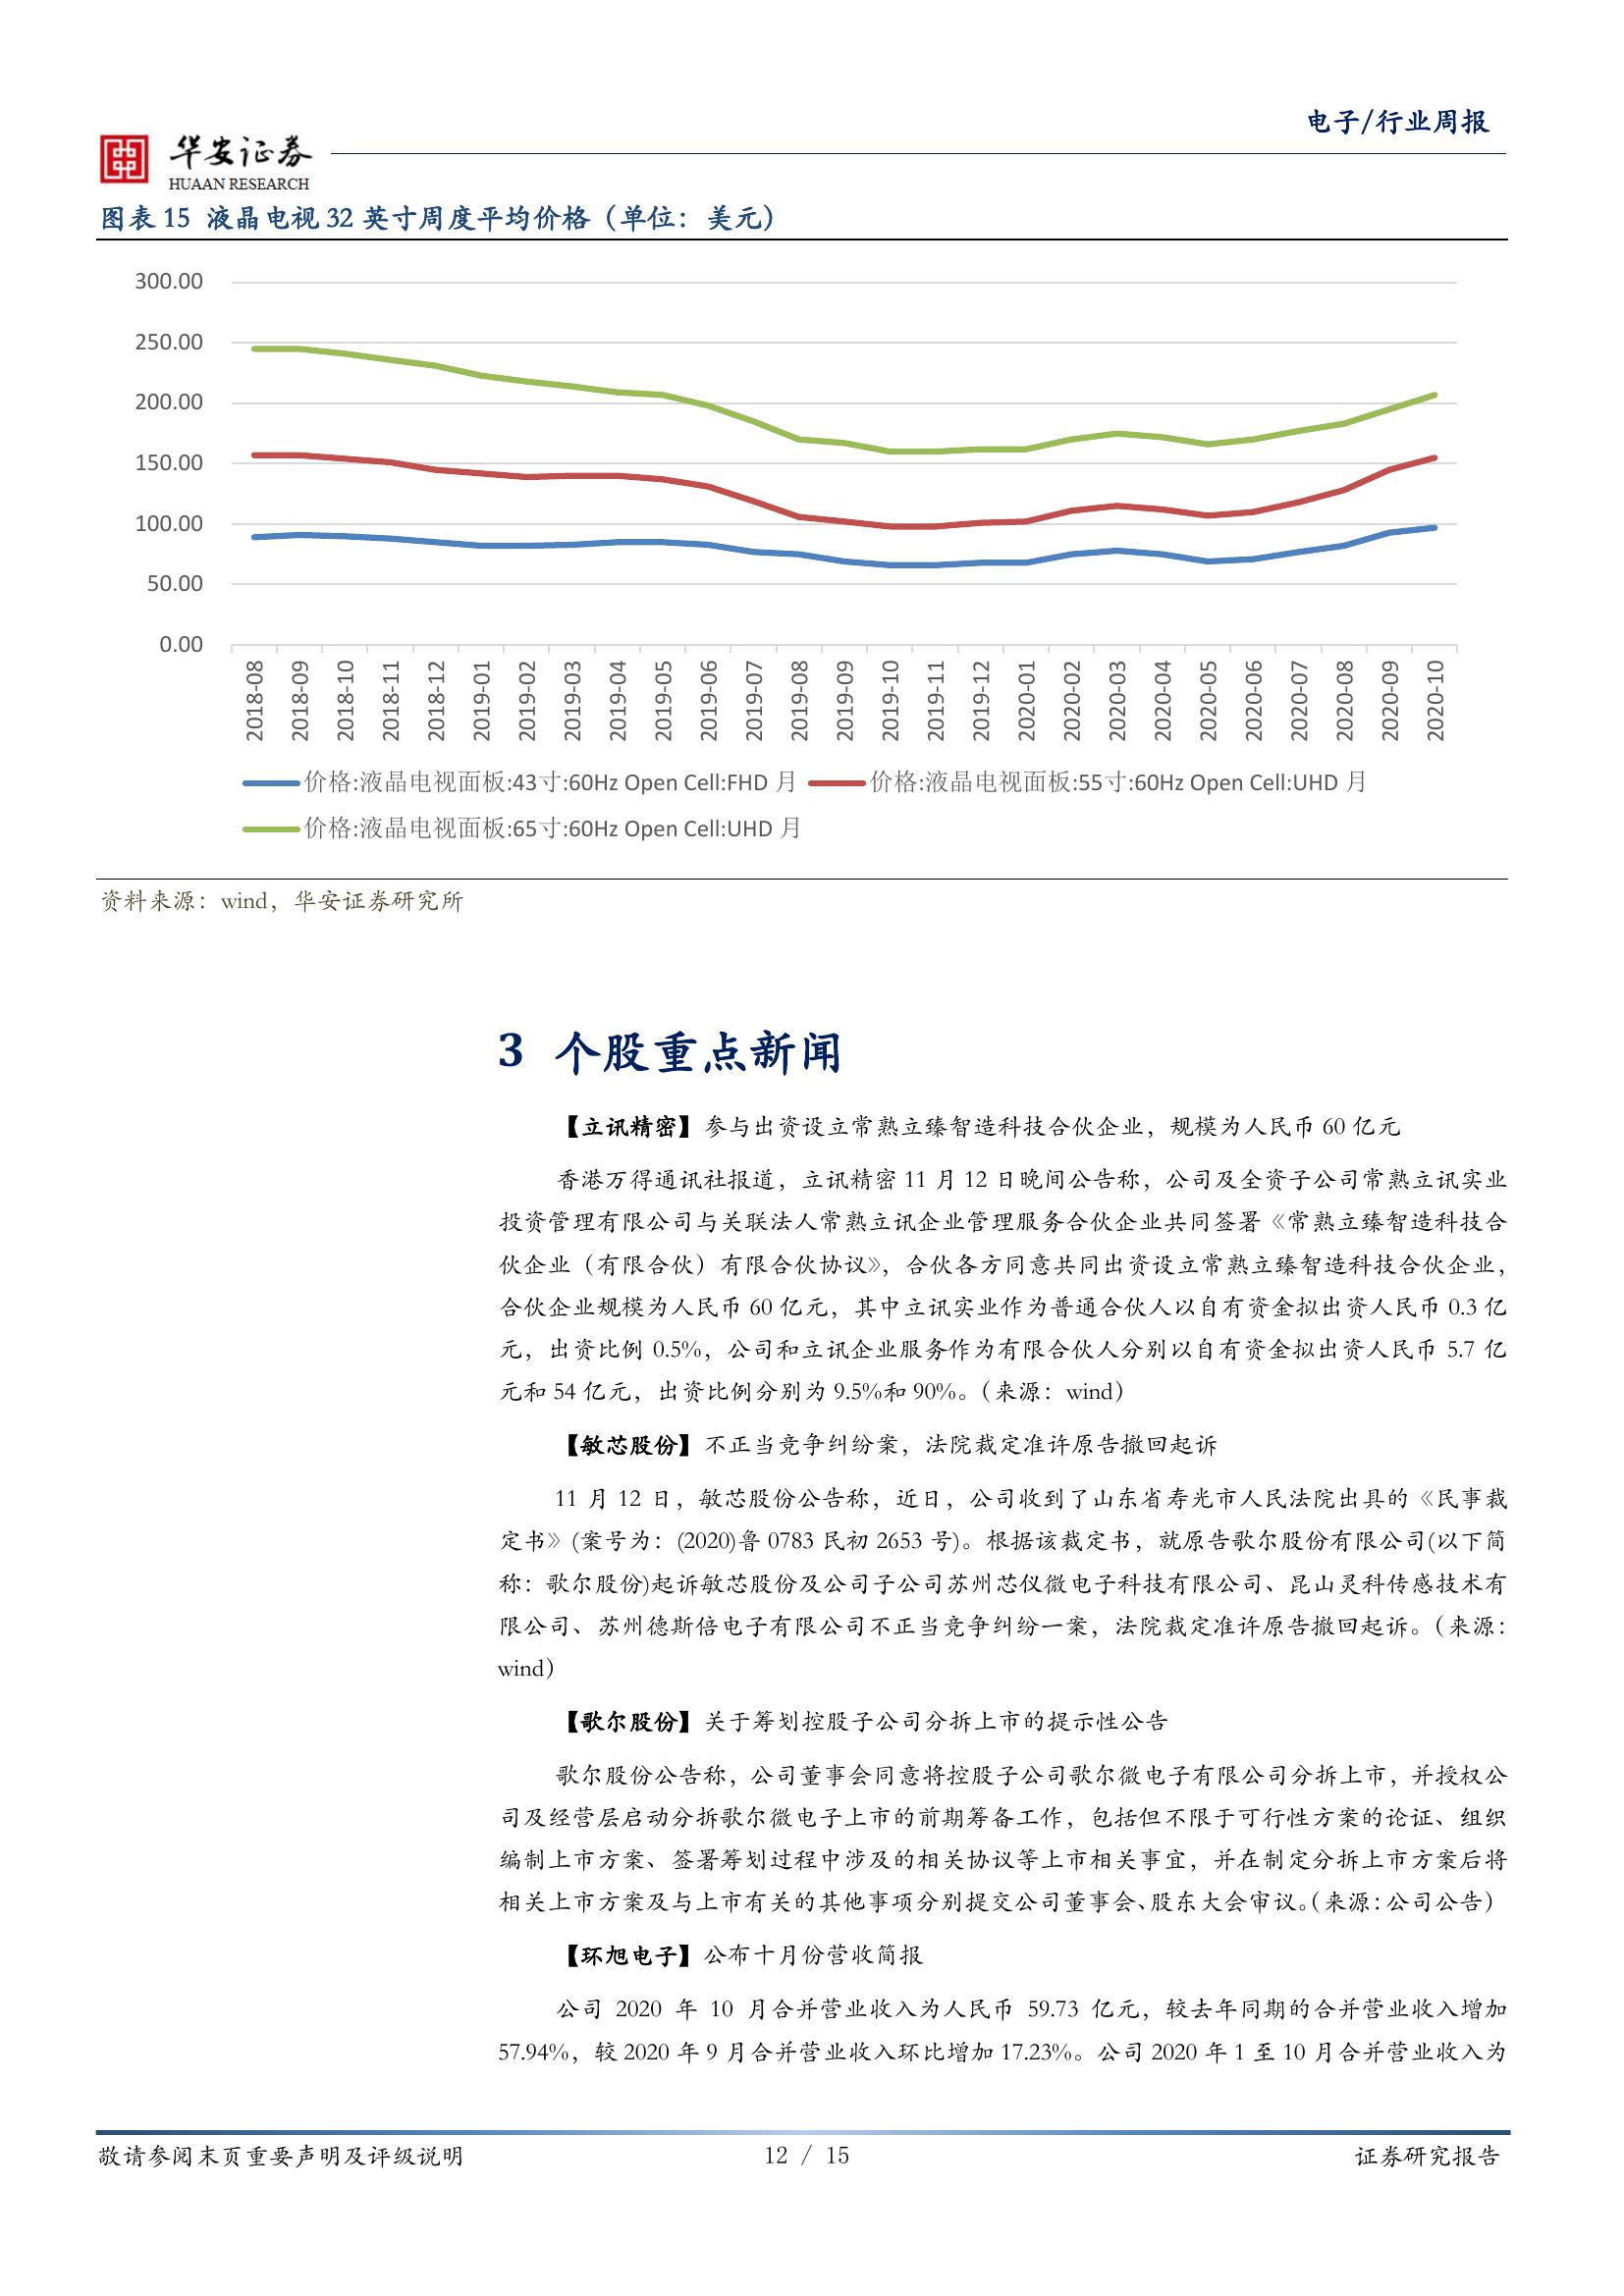 电子/行业周报
华安证券
HUAAN RESEARCH
图表 15 液晶电视 32 英寸周度平均价格（单位：美元）
300.00
250.00
200.00
150.00
100.00
50.00
0.00
2018-08
2018-09
2018-10
2018-11
2018-12
2019-01
2019-02
2019-03
2019-04
2019-05
2019-06
2019-07
2019-08
2019-09
2019-10
2019-11
2019-12
2020-01
2020-02
2020-03
2020-04
2020-05
2020-06
2020-07
2020-08
2020-09
2020-10
价格:液晶电视面板:43寸:60Hz Open Cell:FHD 月 价格:液晶电视面板:55寸:60Hz Open Cell:UHD 月
价格:液晶电视面板:65寸:60Hz Open Cell:UHD 月
资料来源：wind，华安证券研究所
3 个股重点新闻
【立讯精密】参与出资设立常熟立臻智造科技合伙企业，规模为人民币 60 亿元
香港万得通讯社报道，立讯精密 11 月 12 日晚间公告称，公司及全资子公司常熟立讯实业
投资管理有限公司与关联法人常熟立讯企业管理服务合伙企业共同签署《常熟立臻智造科技合
伙企业（有限合伙）有限合伙协议》，合伙各方同意共同出资设立常熟立臻智造科技合伙企业，
合伙企业规模为人民币 60 亿元，其中立讯实业作为普通合伙人以自有资金拟出资人民币 0.3 亿
元，出资比例 0.5%，公司和立讯企业服务作为有限合伙人分别以自有资金拟出资人民币 5.7 亿
元和 54 亿元，出资比例分别为 9.5%和 90%。（来源：wind）
【敏芯股份】不正当竞争纠纷案，法院裁定准许原告撤回起诉
11 月 12 日，敏芯股份公告称，近日，公司收到了山东省寿光市人民法院出具的《民事裁
定书》(案号为：(2020)鲁 0783 民初 2653 号)。根据该裁定书，就原告歌尔股份有限公司(以下简
称：歌尔股份)起诉敏芯股份及公司子公司苏州芯仪微电子科技有限公司、昆山灵科传感技术有
限公司、苏州德斯倍电子有限公司不正当竞争纠纷一案，法院裁定准许原告撤回起诉。（来源：
wind）
【歌尔股份】关于筹划控股子公司分拆上市的提示性公告
歌尔股份公告称，公司董事会同意将控股子公司歌尔微电子有限公司分拆上市，并授权公
司及经营层启动分拆歌尔微电子上市的前期筹备工作，包括但不限于可行性方案的论证、组织
编制上市方案、签署筹划过程中涉及的相关协议等上市相关事宜，并在制定分拆上市方案后将
相关上市方案及与上市有关的其他事项分别提交公司董事会、股东大会审议。（来源：公司公告）
【环旭电子】公布十月份营收简报
公司 2020 年 10 月合并营业收入为人民币 59.73 亿元，较去年同期的合并营业收入增加
57.94%，较 2020 年 9 月合并营业收入环比增加 17.23%。公司 2020 年 1 至 10 月合并营业收入为
敬请参阅末页重要声明及评级说明 12 / 15 证券研究报告